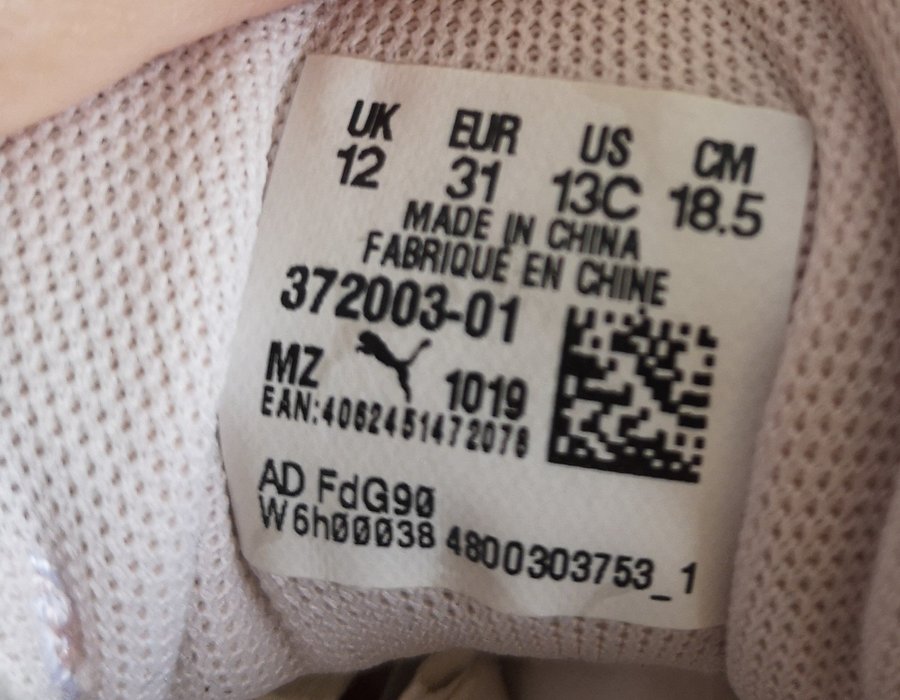 UK EUR US CM
12 31 13C 18.5
MADE IN CHINA
FABRIQUÉ EN CHINE
372003-01
MZ 1019
EAN:4062451472078
AD FdG90
W6h00038 4800303753_1